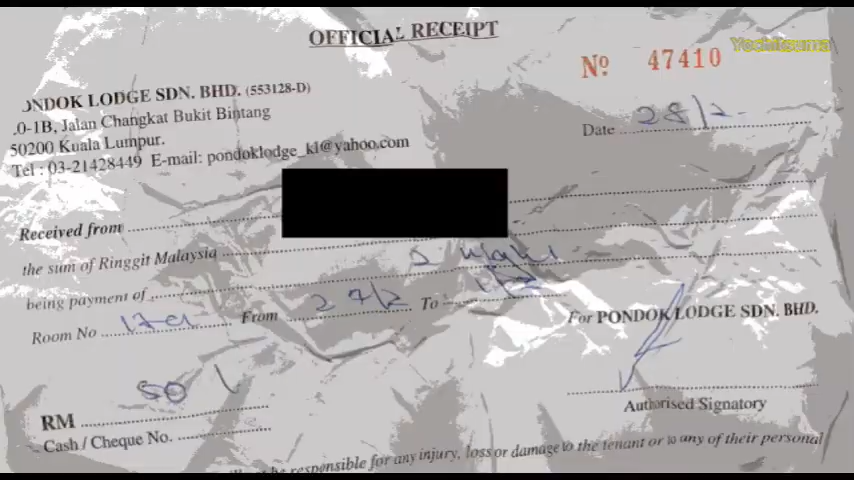 OFFICIAL RECEIPT
Yochitauma
Nº 47410
ONDOK LODGE SDN. BHD. (553128-D)
.0-1B, Jalan Changkat Bukit Bintang
50200 Kuala Lumpur.
Tel : 03-21428449 E-mail: pondoklodge_kl@yahoo.com
Date 28/2
Received from
the sum of Ringgit Malaysia
being payment of
Room No From 27/2 To
For PONDOK LODGE SDN. BHD.
RM 50
Authorised Signatory
Cash / Cheque No.
be responsible for any injury, loss or damage to the tenant or to any of their personal